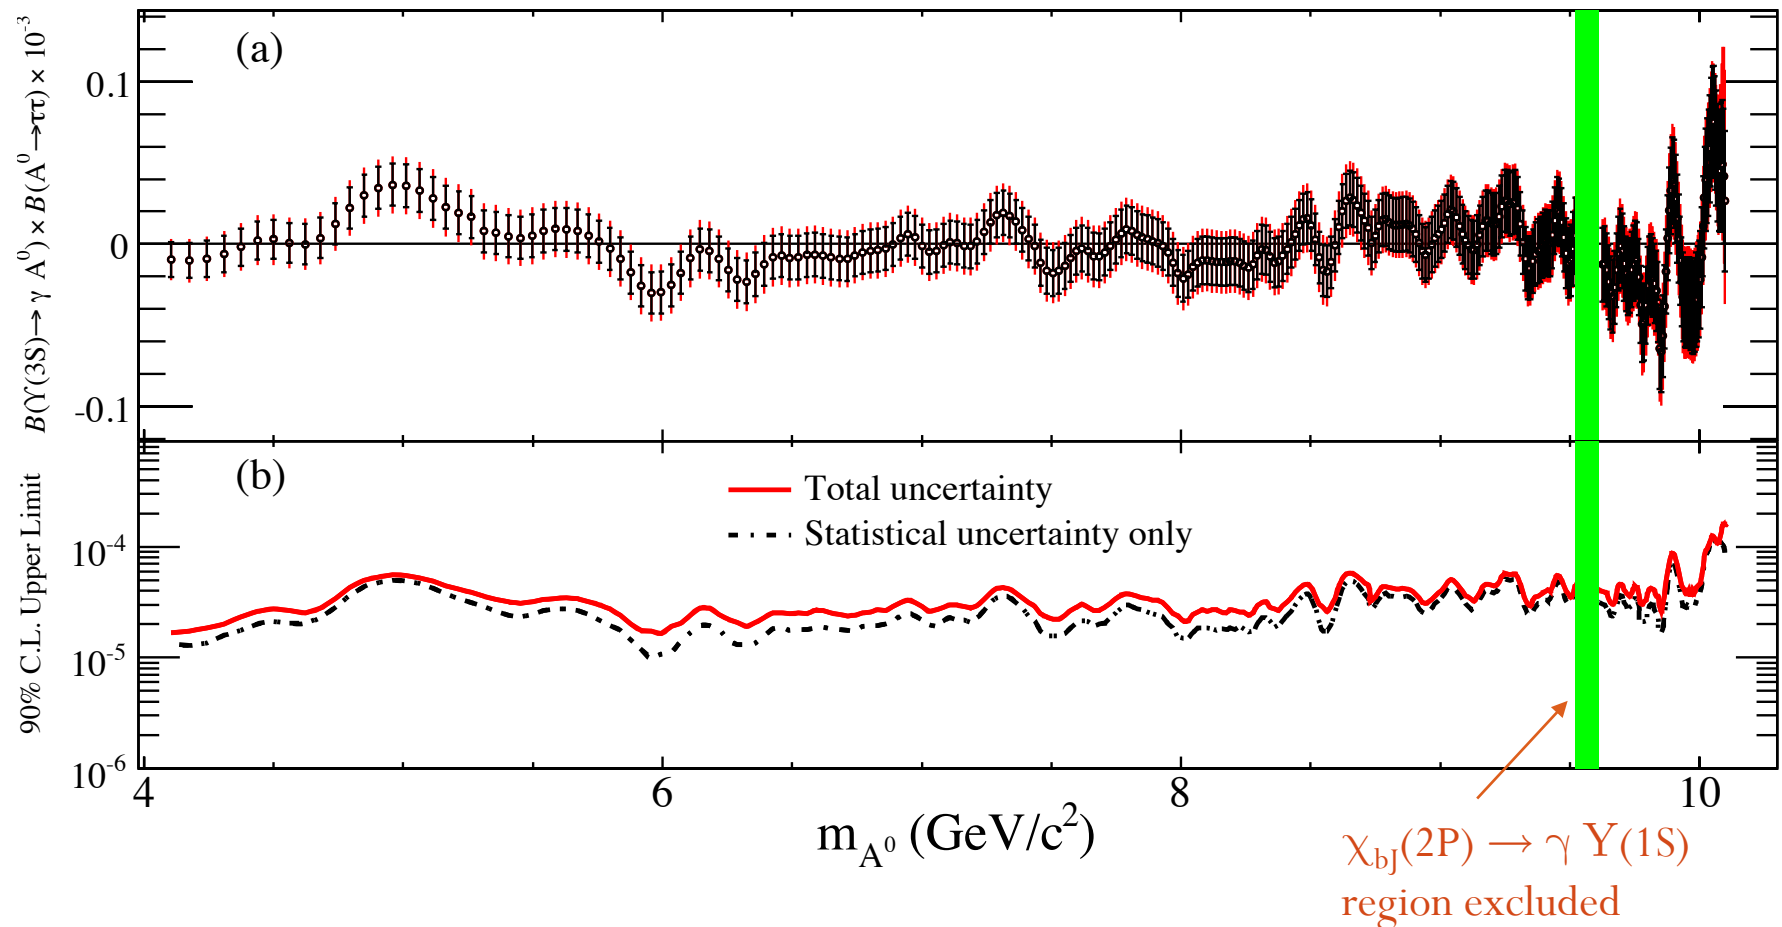 B(ϒ(3S)→ γ A⁰) × B(A⁰→ττ) × 10⁻³
(a)
0.1
0
-0.1
90% C.L. Upper Limit
(b)
Total uncertainty
Statistical uncertainty only
10⁻⁴
10⁻⁵
10⁻⁶
4 6 8 10
m_A⁰ (GeV/c²)
χ_bJ(2P) → γ Y(1S)
region excluded